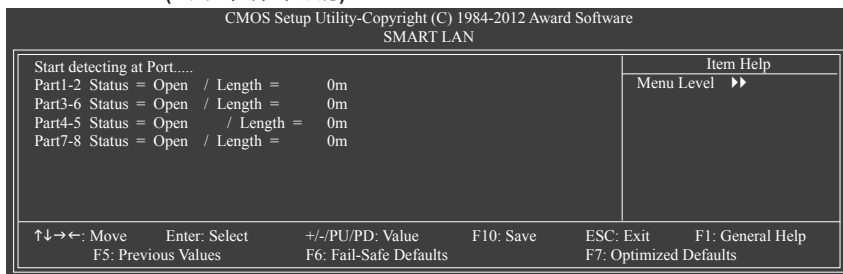 CMOS Setup Utility-Copyright (C) 1984-2012 Award Software
SMART LAN
Start detecting at Port.....
Part1-2 Status = Open / Length = 0m
Part3-6 Status = Open / Length = 0m
Part4-5 Status = Open / Length = 0m
Part7-8 Status = Open / Length = 0m
Item Help
Menu Level ▶▶
↑↓→←: Move Enter: Select +/-/PU/PD: Value F10: Save ESC: Exit F1: General Help
F5: Previous Values F6: Fail-Safe Defaults F7: Optimized Defaults